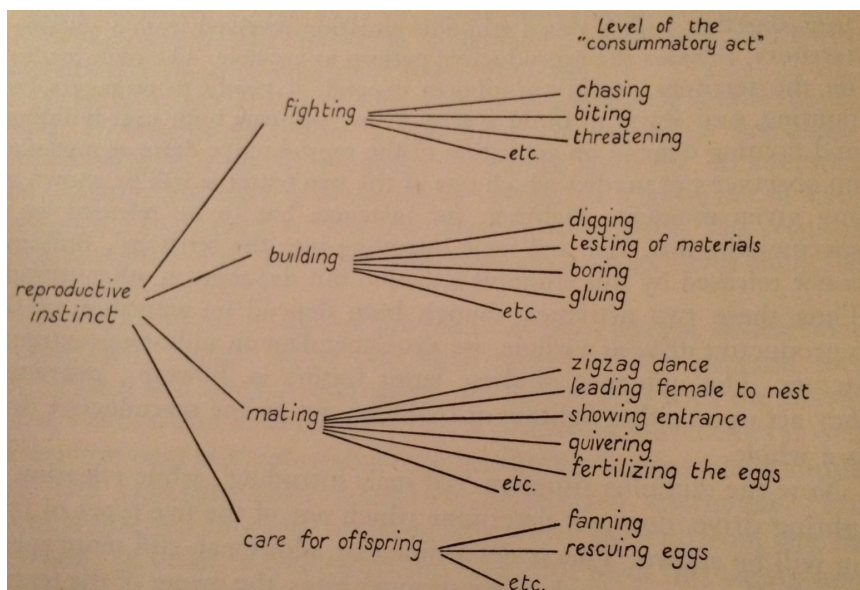 Level of the
"consummatory act"
fighting
chasing
biting
threatening
etc.
building
digging
testing of materials
boring
gluing
etc.
reproductive
instinct
mating
zigzag dance
leading female to nest
showing entrance
quivering
fertilizing the eggs
etc.
care for offspring
fanning
rescuing eggs
etc.